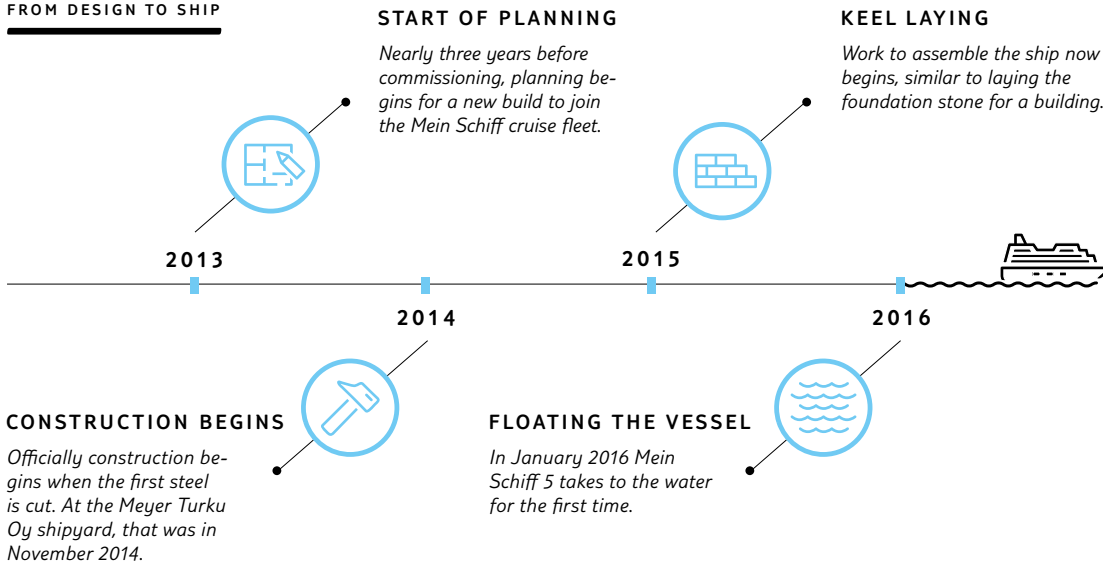 FROM DESIGN TO SHIP
START OF PLANNING
Nearly three years before
commissioning, planning be-
gins for a new build to join
the Mein Schiff cruise fleet.
KEEL LAYING
Work to assemble the ship now
begins, similar to laying the
foundation stone for a building.
2013
2015
2014
2016
CONSTRUCTION BEGINS
Officially construction be-
gins when the first steel
is cut. At the Meyer Turku
Oy shipyard, that was in
November 2014.
FLOATING THE VESSEL
In January 2016 Mein
Schiff 5 takes to the water
for the first time.